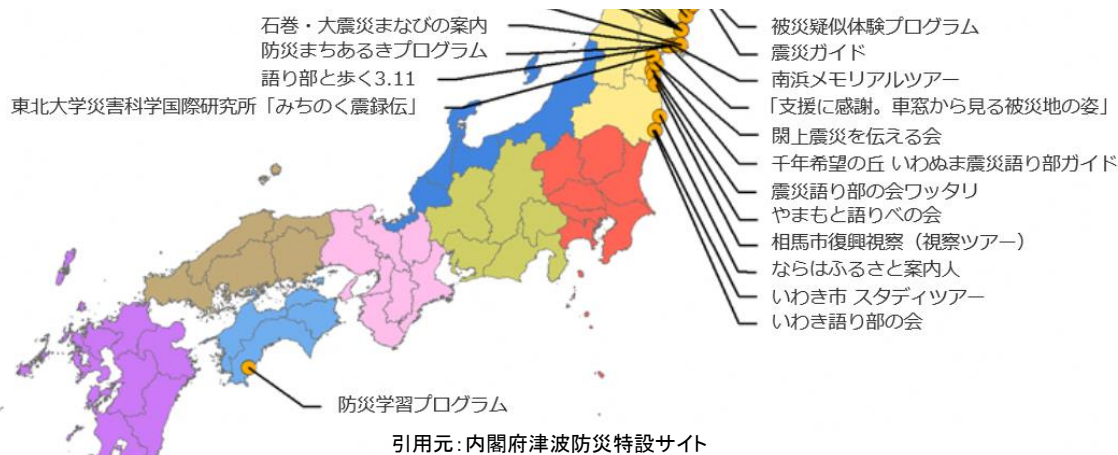 石巻・大震災まなびの案内
防災まちあるきプログラム
語り部と歩く3.11
東北大学災害科学国際研究所「みちのく震録伝」
被災疑似体験プログラム
震災ガイド
南浜メモリアルツアー
「支援に感謝。車窓から見る被災地の姿」
閖上震災を伝える会
千年希望の丘 いわぬま震災語り部ガイド
震災語り部の会ワッタリ
やまもと語りべの会
相馬市復興視察（視察ツアー）
ならはふるさと案内人
いわき市 スタディツアー
いわき語り部の会
防災学習プログラム
引用元：内閣府津波防災特設サイト